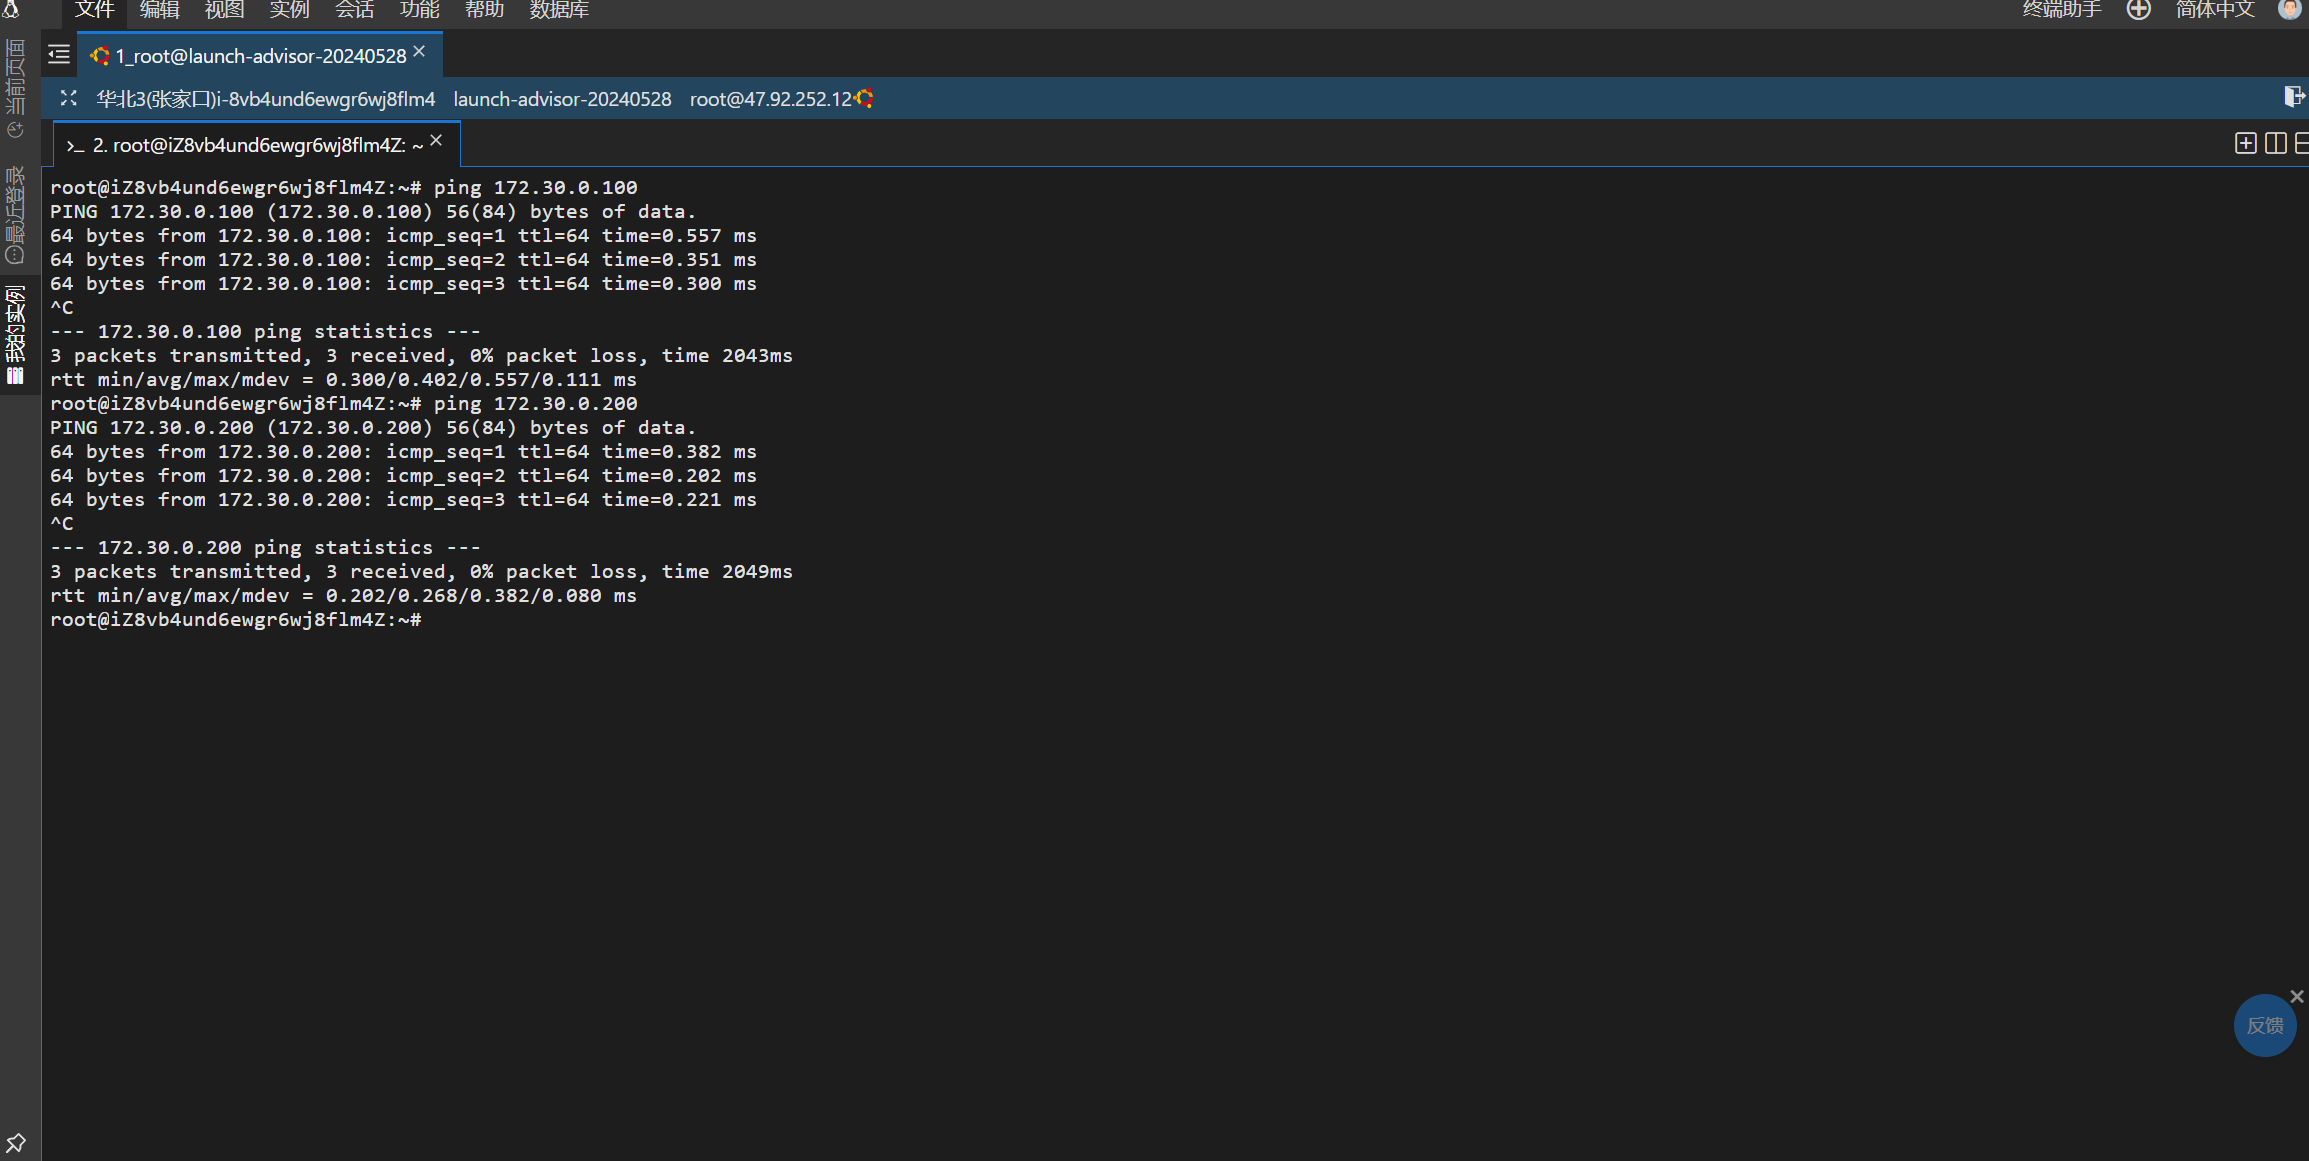 文件 编辑 视图 实例 会话 功能 帮助 数据库 终端助手 简体中文
1_root@launch-advisor-20240528
华北3(张家口)i-8vb4und6ewgr6wj8flm4 launch-advisor-20240528 root@47.92.252.12
>_ 2. root@iZ8vb4und6ewgr6wj8flm4Z: ~
当前页面
最近登录
我的实例
root@iZ8vb4und6ewgr6wj8flm4Z:~# ping 172.30.0.100
PING 172.30.0.100 (172.30.0.100) 56(84) bytes of data.
64 bytes from 172.30.0.100: icmp_seq=1 ttl=64 time=0.557 ms
64 bytes from 172.30.0.100: icmp_seq=2 ttl=64 time=0.351 ms
64 bytes from 172.30.0.100: icmp_seq=3 ttl=64 time=0.300 ms
^C
--- 172.30.0.100 ping statistics ---
3 packets transmitted, 3 received, 0% packet loss, time 2043ms
rtt min/avg/max/mdev = 0.300/0.402/0.557/0.111 ms
root@iZ8vb4und6ewgr6wj8flm4Z:~# ping 172.30.0.200
PING 172.30.0.200 (172.30.0.200) 56(84) bytes of data.
64 bytes from 172.30.0.200: icmp_seq=1 ttl=64 time=0.382 ms
64 bytes from 172.30.0.200: icmp_seq=2 ttl=64 time=0.202 ms
64 bytes from 172.30.0.200: icmp_seq=3 ttl=64 time=0.221 ms
^C
--- 172.30.0.200 ping statistics ---
3 packets transmitted, 3 received, 0% packet loss, time 2049ms
rtt min/avg/max/mdev = 0.202/0.268/0.382/0.080 ms
root@iZ8vb4und6ewgr6wj8flm4Z:~#
反馈